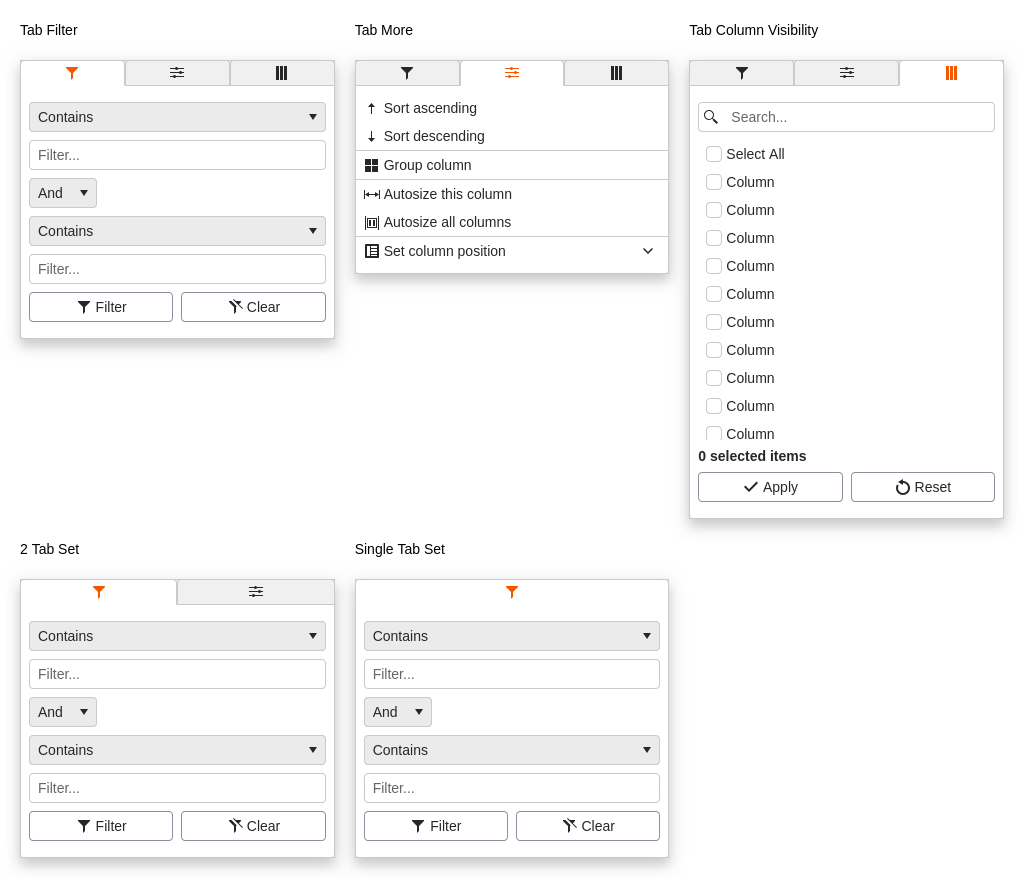 Tab Filter
Contains
Filter...
And
Contains
Filter...
Filter
Clear
Tab More
Sort ascending
Sort descending
Group column
Autosize this column
Autosize all columns
Set column position
Tab Column Visibility
Search...
Select All
Column
Column
Column
Column
Column
Column
Column
Column
Column
Column
0 selected items
Apply
Reset
2 Tab Set
Contains
Filter...
And
Contains
Filter...
Filter
Clear
Single Tab Set
Contains
Filter...
And
Contains
Filter...
Filter
Clear